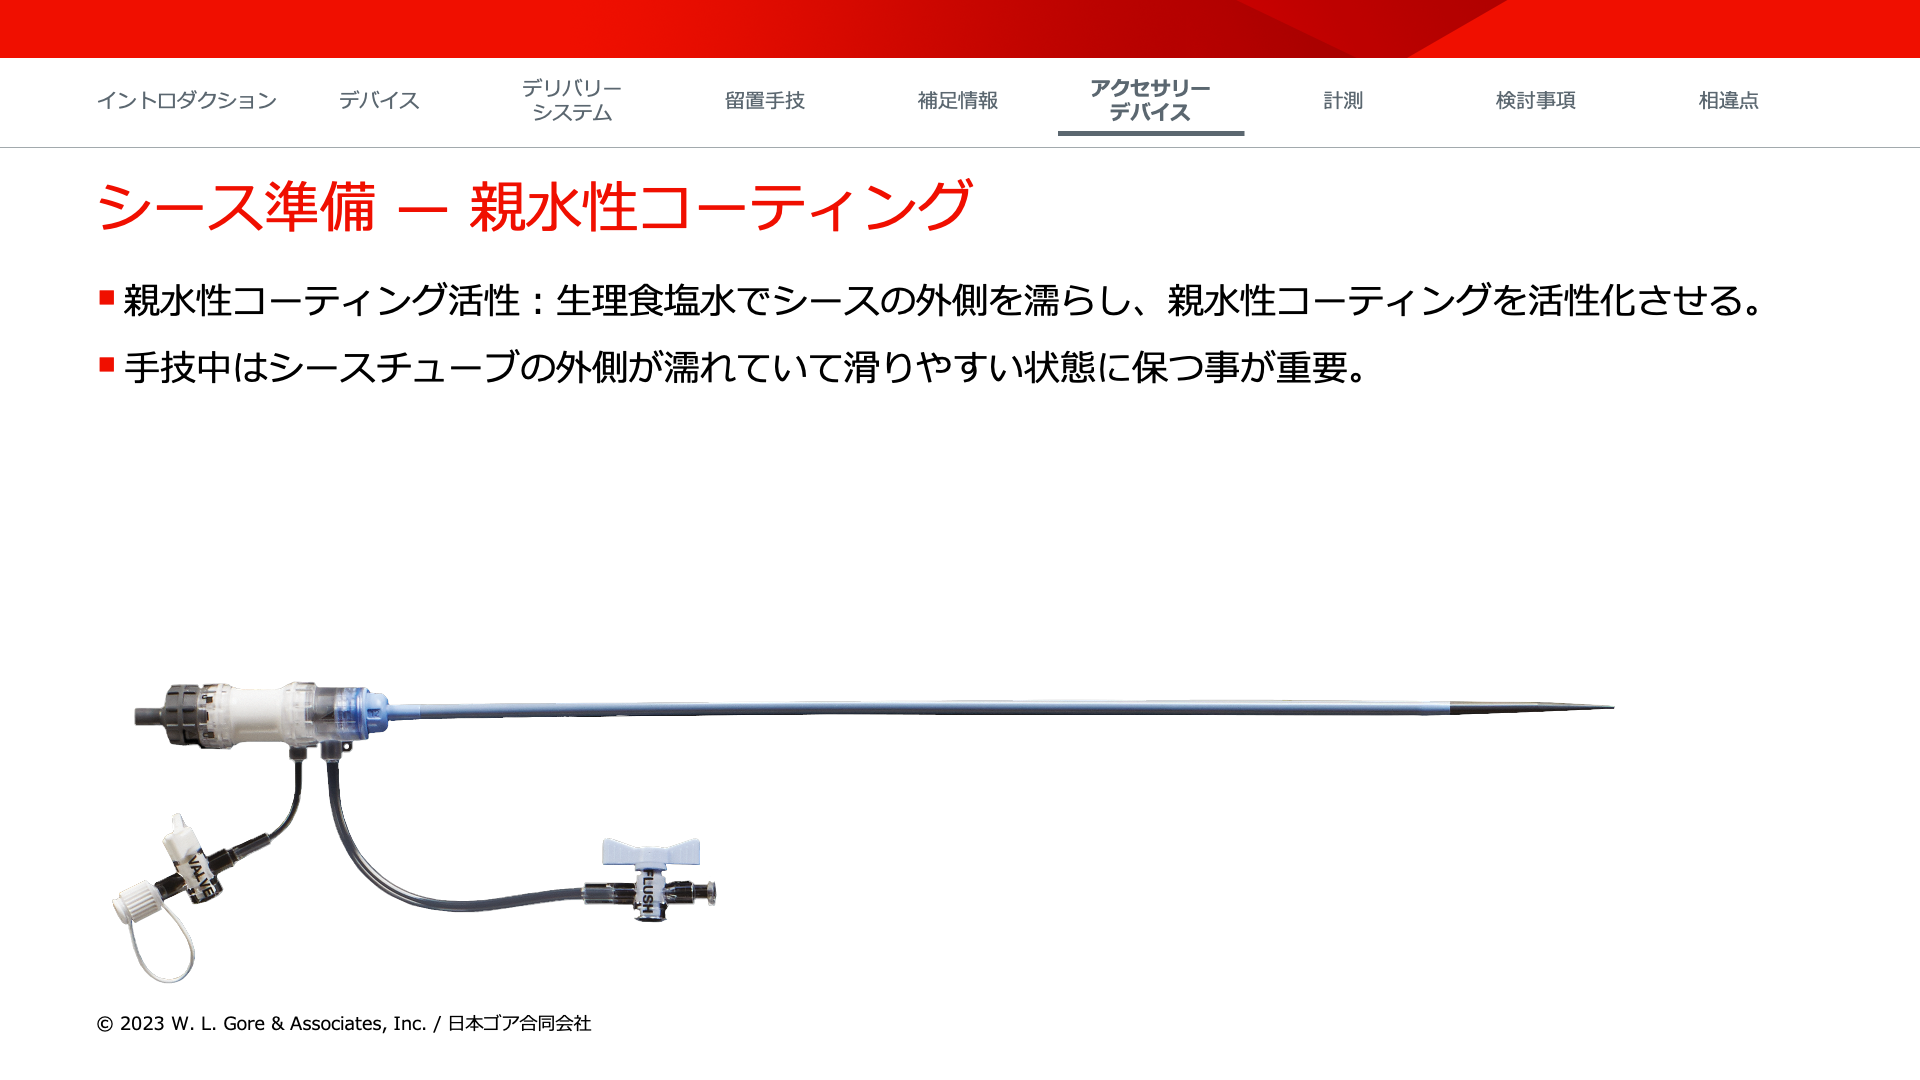 イントロダクション
デバイス
デリバリー
システム
留置手技
補足情報
アクセサリー
デバイス
計測
検討事項
相違点
シース準備 — 親水性コーティング
親水性コーティング活性：生理食塩水でシースの外側を濡らし、親水性コーティングを活性化させる。
手技中はシースチューブの外側が濡れていて滑りやすい状態に保つ事が重要。
VALVE
FLUSH
© 2023 W. L. Gore & Associates, Inc. / 日本ゴア合同会社